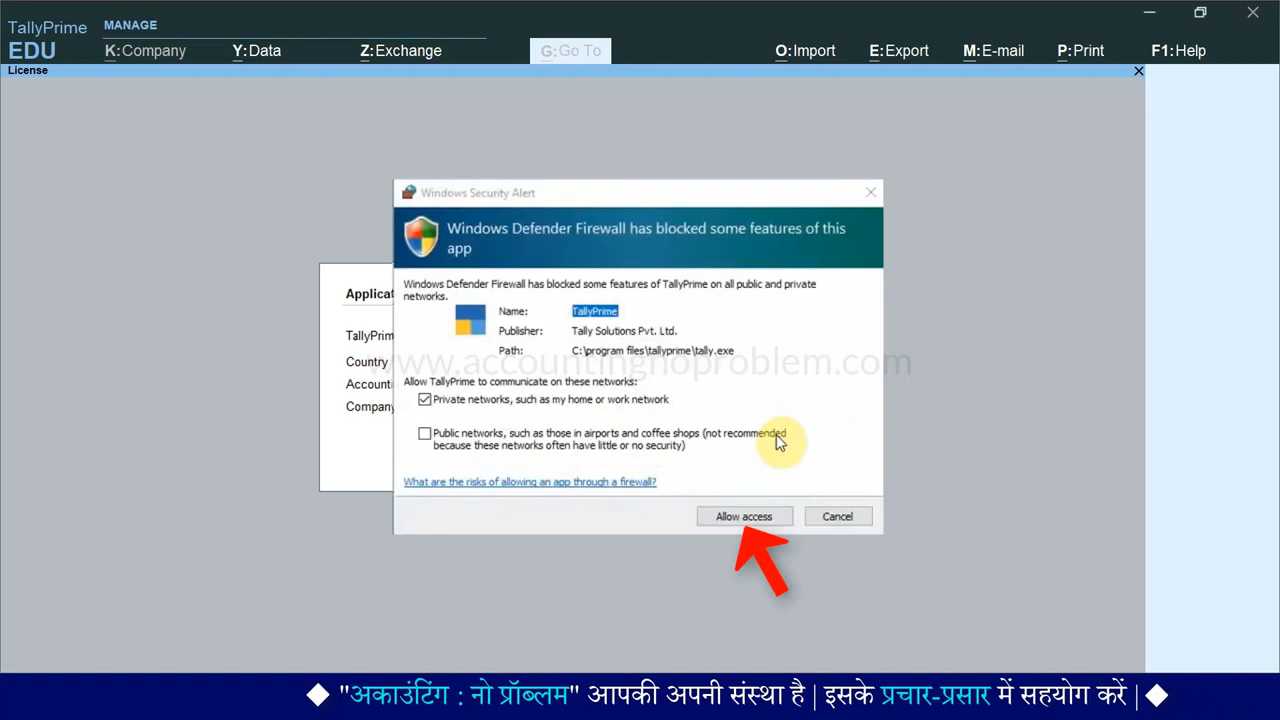 TallyPrime
EDU
MANAGE
K:Company Y:Data Z:Exchange G:Go To O:Import E:Export M:E-mail P:Print F1:Help
License
Windows Security Alert
Windows Defender Firewall has blocked some features of this
app
Windows Defender Firewall has blocked some features of TallyPrime on all public and private
networks.
Name: TallyPrime
Publisher: Tally Solutions Pvt. Ltd.
Path: C:\program files\tallyprime\tally.exe
www.accountingnoproblem.com
Allow TallyPrime to communicate on these networks:
Private networks, such as my home or work network
Public networks, such as those in airports and coffee shops (not recommended
because these networks often have little or no security)
What are the risks of allowing an app through a firewall?
Allow access Cancel
Applicat
TallyPrim
Country
Account
Company
"अकाउंटिंग : नो प्रॉब्लम" आपकी अपनी संस्था है | इसके प्रचार-प्रसार में सहयोग करें |